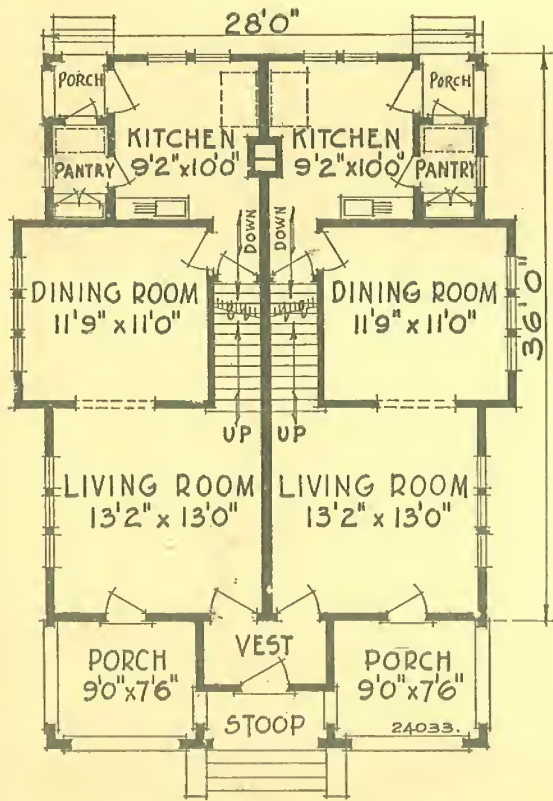 28'0"
PORCH
PORCH
KITCHEN
9'2"x10'0"
KITCHEN
9'2"x10'0"
PANTRY
PANTRY
DOWN
DOWN
DINING ROOM
11'9" x 11'0"
DINING ROOM
11'9" x 11'0"
36'0"
UP
UP
LIVING ROOM
13'2" x 13'0"
LIVING ROOM
13'2" x 13'0"
VEST
PORCH
9'0"x7'6"
PORCH
9'0"x7'6"
STOOP
24033.